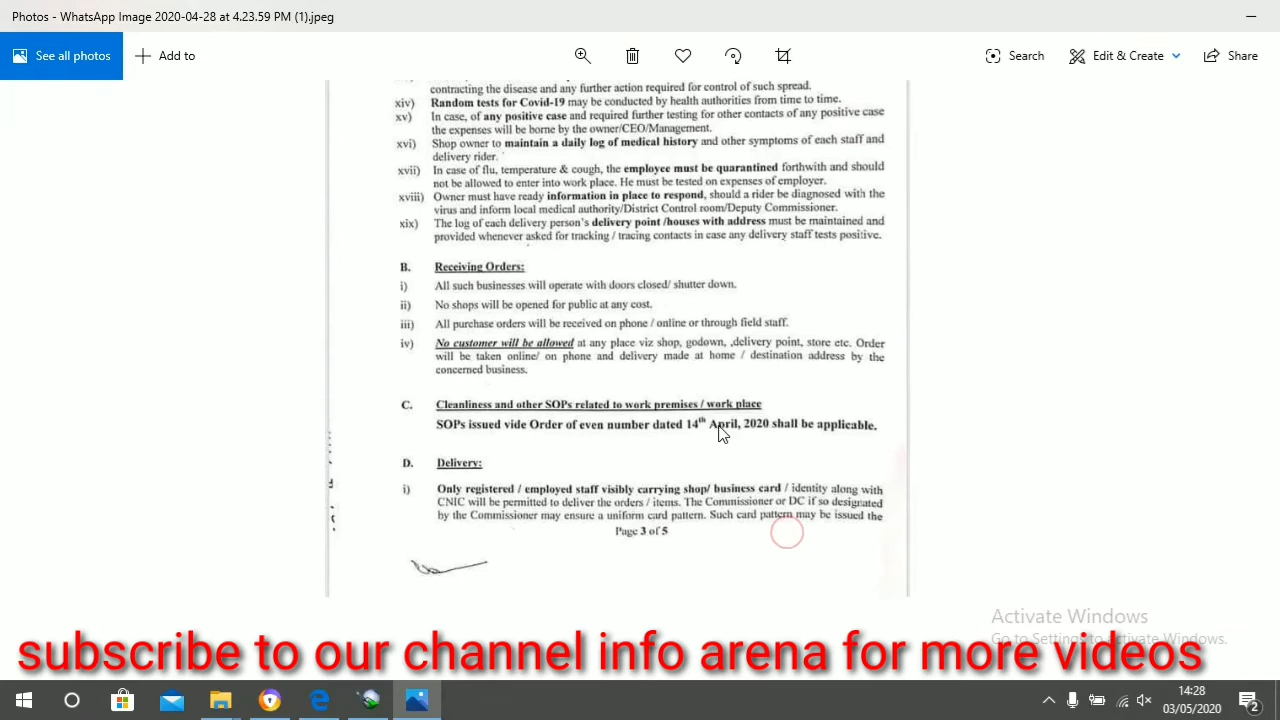 Photos - WhatsApp Image 2020-04-28 at 4.23.59 PM (1).jpeg
See all photos
Add to
Search
Edit & Create
Share
contracting the disease and any further action required for control of such spread.
xiv) Random tests for Covid-19 may be conducted by health authorities from time to time.
xv) In case, of any positive case and required further testing for other contacts of any positive case
the expenses will be borne by the owner/CEO/Management.
xvi) Shop owner to maintain a daily log of medical history and other symptoms of each staff and
delivery rider.
xvii) In case of flu, temperature & cough, the employee must be quarantined forthwith and should
not be allowed to enter into work place. He must be tested on expenses of employer.
xviii) Owner must have ready information in place to respond, should a rider be diagnosed with the
virus and inform local medical authority/District Control room/Deputy Commissioner.
xix) The log of each delivery person's delivery point /houses with address must be maintained and
provided whenever asked for tracking / tracing contacts in case any delivery staff tests positive.
B. Receiving Orders:
i) All such businesses will operate with doors closed/ shutter down.
ii) No shops will be opened for public at any cost.
iii) All purchase orders will be received on phone / online or through field staff.
iv) No customer will be allowed at any place viz shop, godown, ,delivery point, store etc. Order
will be taken online/ on phone and delivery made at home / destination address by the
concerned business.
C. Cleanliness and other SOPs related to work premises / work place
SOPs issued vide Order of even number dated 14th April, 2020 shall be applicable.
D. Delivery:
i) Only registered / employed staff visibly carrying shop/ business card / identity along with
CNIC will be permitted to deliver the orders / items. The Commissioner or DC if so designated
by the Commissioner may ensure a uniform card pattern. Such card pattern may be issued the
Page 3 of 5
Activate Windows
Go to Settings to activate Windows.
subscribe to our channel info arena for more videos
14:28
03/05/2020
2